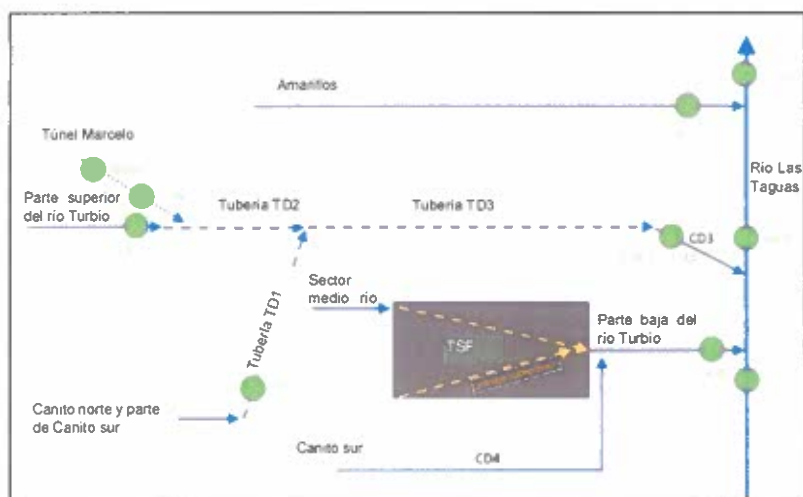 Amarillos
Túnel Marcelo
Río Las
Taguas
Parte superior
del río Turbio
Tubería TD2
Tubería TD3
CD3
Sector
medio río
Tubería TD1
Parte baja del
río Turbio
TSF
Canito norte y parte
de Canito sur
Canito sur
CD4